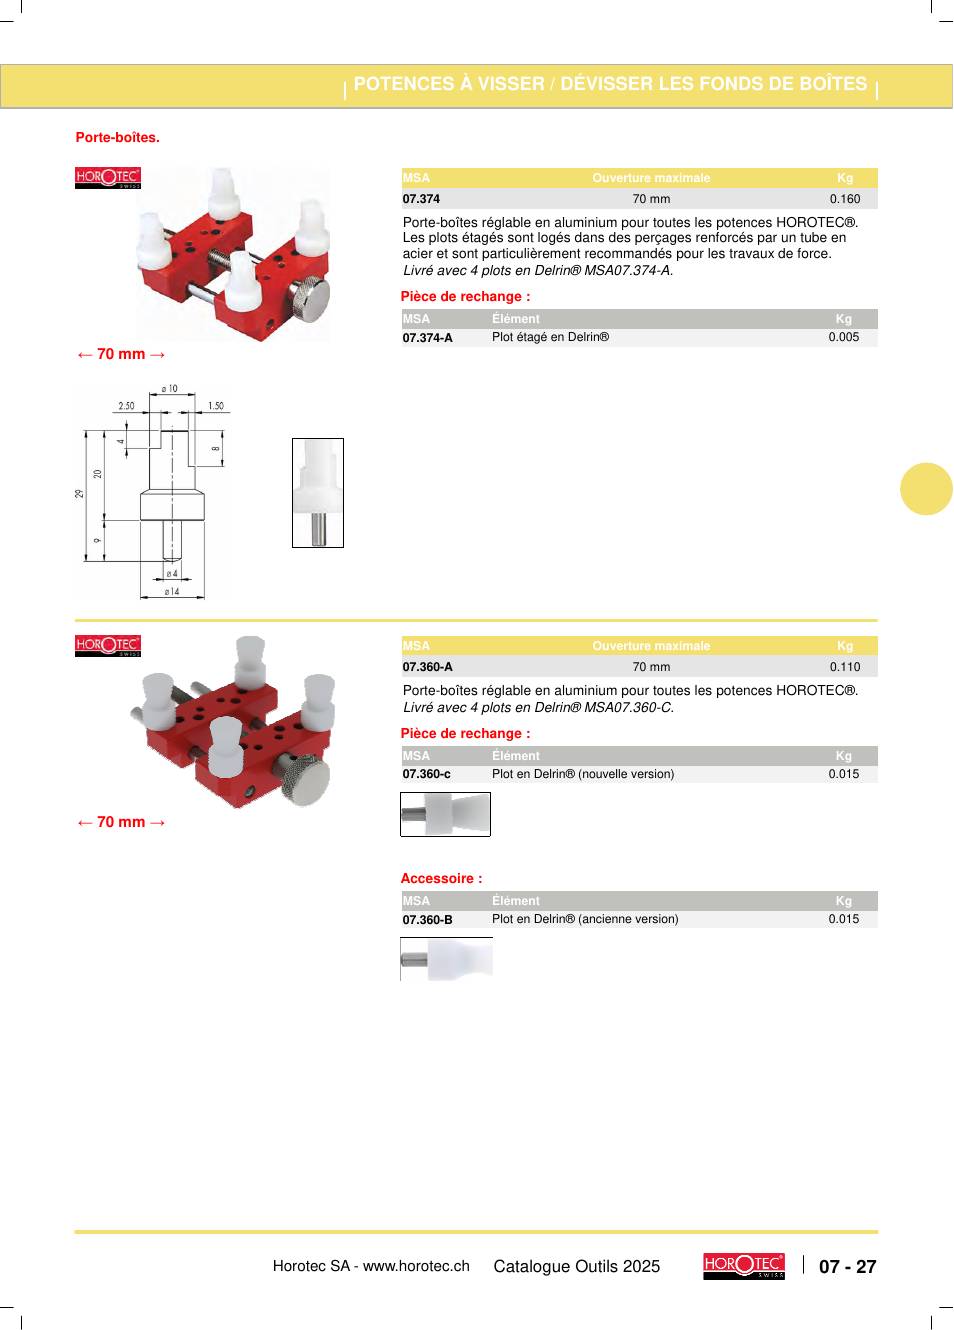 POTENCES À VISSER / DÉVISSER LES FONDS DE BOÎTES
Porte-boîtes.
HOROTEC®
SWISS
MSA Ouverture maximale Kg
07.374 70 mm 0.160
Porte-boîtes réglable en aluminium pour toutes les potences HOROTEC®.
Les plots étagés sont logés dans des perçages renforcés par un tube en
acier et sont particulièrement recommandés pour les travaux de force.
Livré avec 4 plots en Delrin® MSA07.374-A.
Pièce de rechange :
MSA Élément Kg
07.374-A Plot étagé en Delrin® 0.005
← 70 mm →
ø 10
2.50 1.50
4
8
20
29
9
ø 4
ø 14
HOROTEC®
SWISS
MSA Ouverture maximale Kg
07.360-A 70 mm 0.110
Porte-boîtes réglable en aluminium pour toutes les potences HOROTEC®.
Livré avec 4 plots en Delrin® MSA07.360-C.
Pièce de rechange :
MSA Élément Kg
07.360-c Plot en Delrin® (nouvelle version) 0.015
← 70 mm →
Accessoire :
MSA Élément Kg
07.360-B Plot en Delrin® (ancienne version) 0.015
Horotec SA - www.horotec.ch Catalogue Outils 2025
HOROTEC®
SWISS
07 - 27